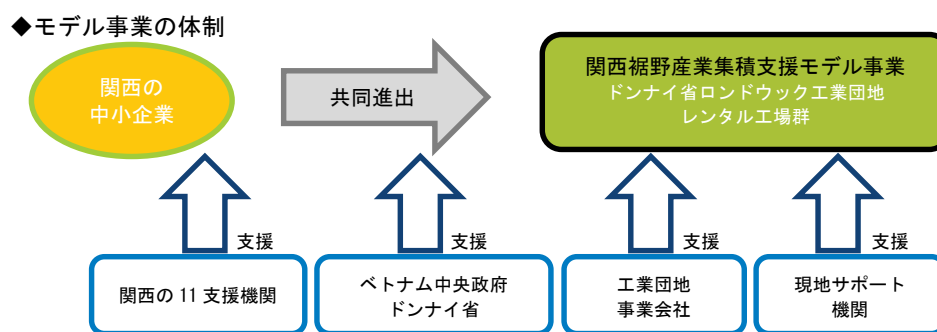 ◆モデル事業の体制
関西の
中小企業
共同進出
関西裾野産業集積支援モデル事業
ドンナイ省ロンドウック工業団地
レンタル工場群
支援
支援
支援
支援
関西の 11 支援機関
ベトナム中央政府
ドンナイ省
工業団地
事業会社
現地サポート
機関